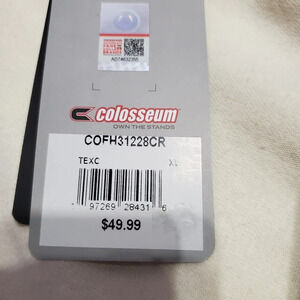 colosseum
OWN THE STANDS
COFH31228CR
TEXC XL
97269 28431 6
$49.99